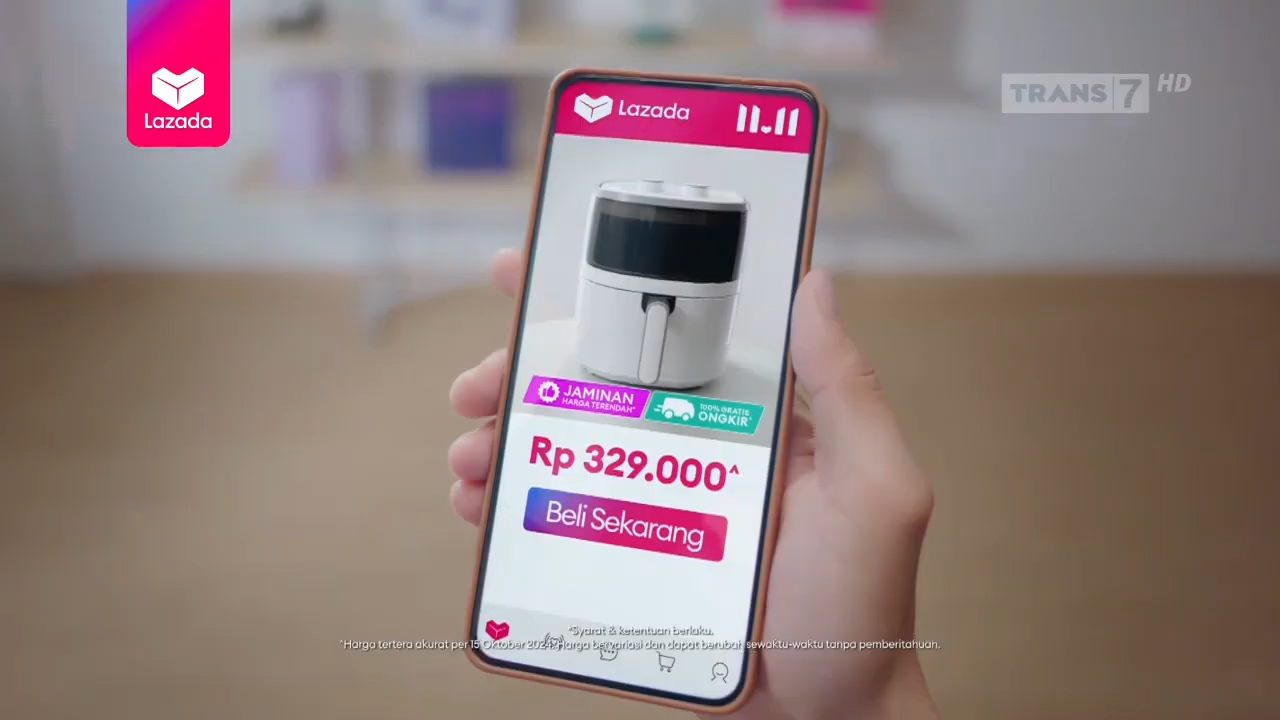 Lazada
TRANS 7 HD
Lazada 11.11
JAMINAN
HARGA TERENDAH*
100% GRATIS
ONGKIR*
Rp 329.000^
Beli Sekarang
*Syarat & ketentuan berlaku.
^Harga tertera akurat per 15 Oktober 2024. Harga bervariasi dan dapat berubah sewaktu-waktu tanpa pemberitahuan.